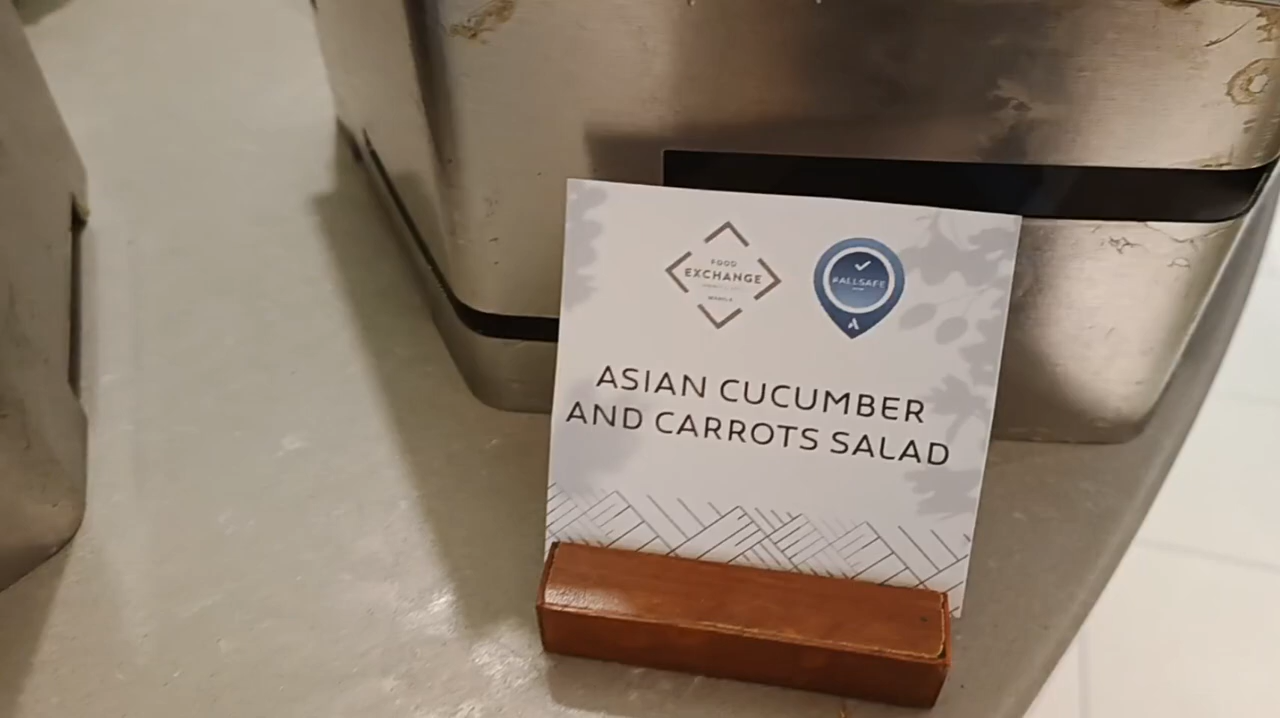 FOOD
EXCHANGE
MANILA
#ALLSAFE
ASIAN CUCUMBER
AND CARROTS SALAD